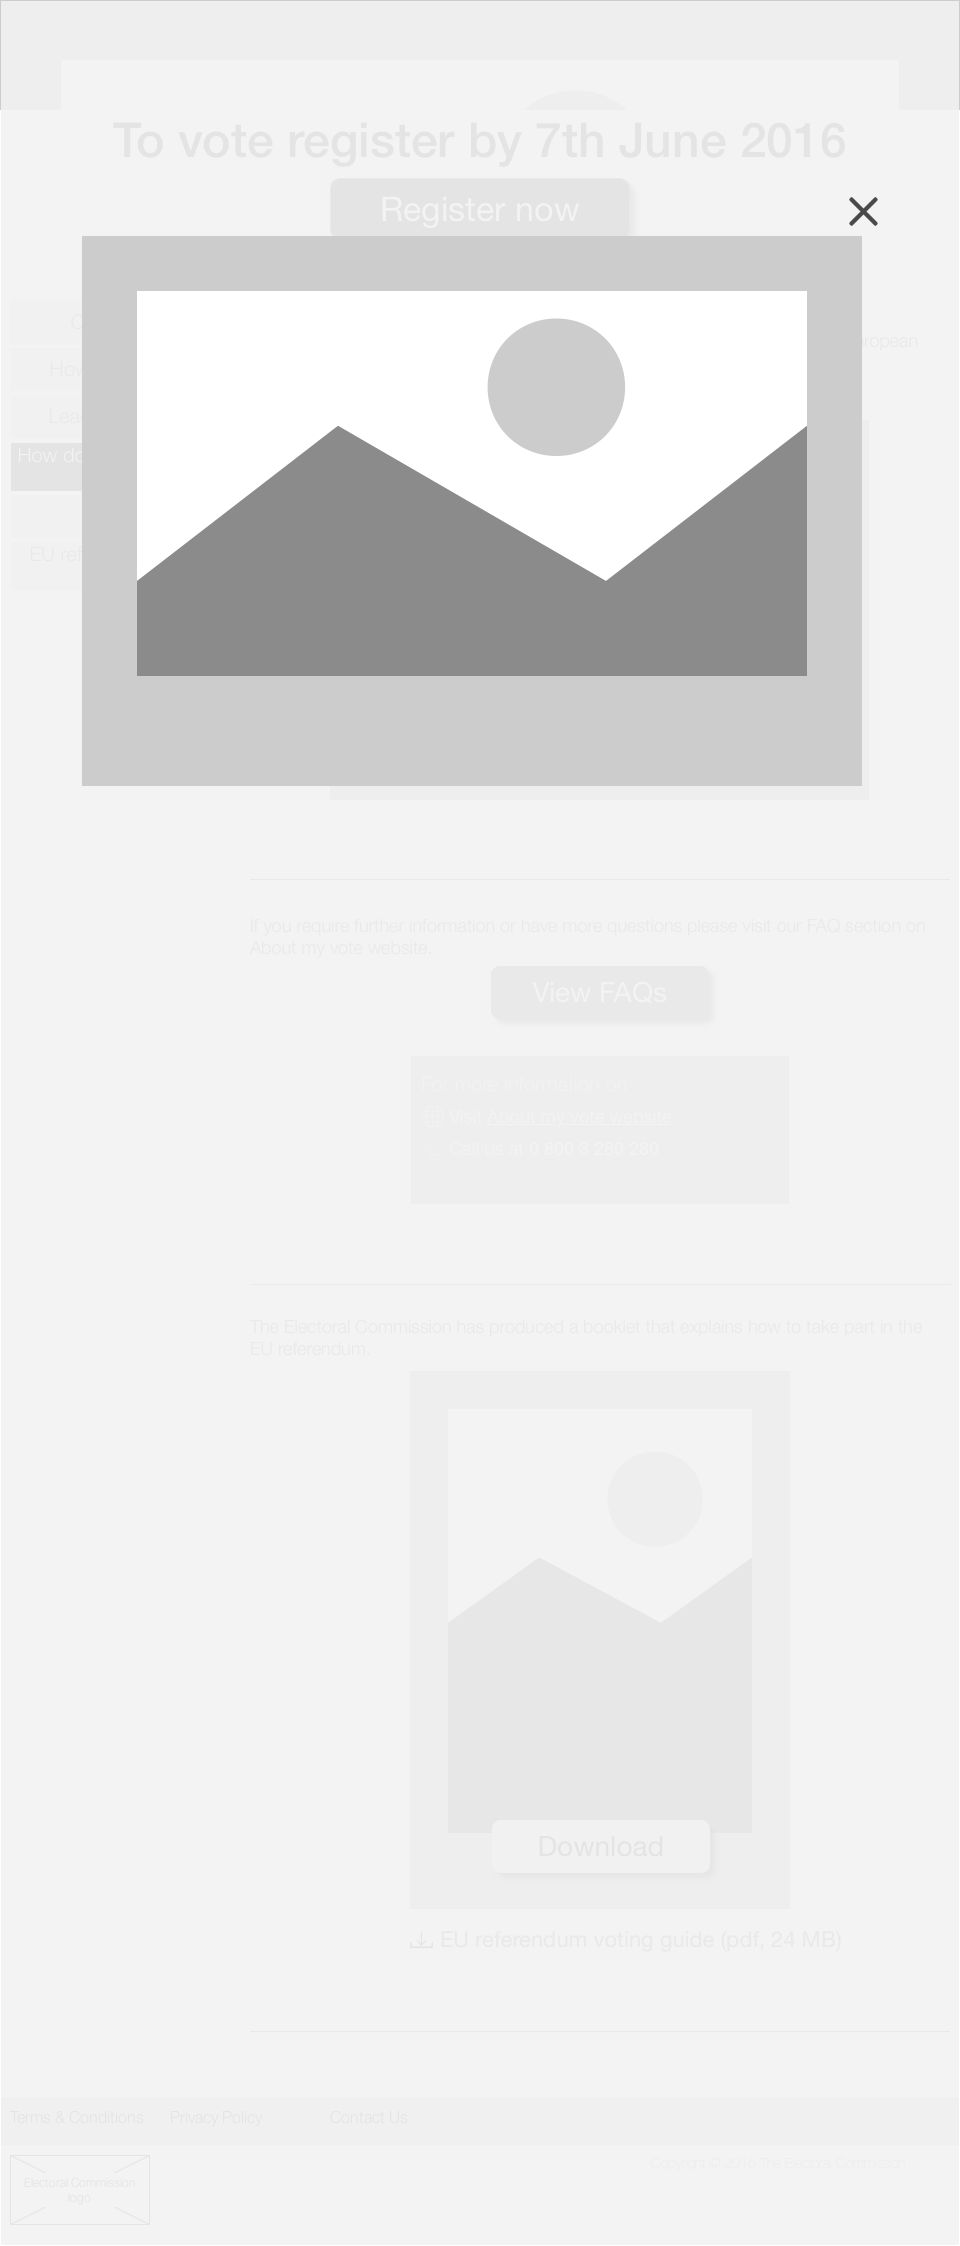 To vote register by 7th June 2016
Register now
ropean
How
Lea
How do
EU ref
If you require further information or have more questions please visit our FAQ section on
About my vote website.
View FAQs
For more information on
Visit About my vote website
Call us at 0 800 3 280 280
The Electoral Commission has produced a booklet that explains how to take part in the
EU referendum.
Download
EU referendum voting guide (pdf, 24 MB)
Terms & Conditions Privacy Policy Contact Us
Copyright © 2016 The Electoral Commission
Electoral Commission
logo